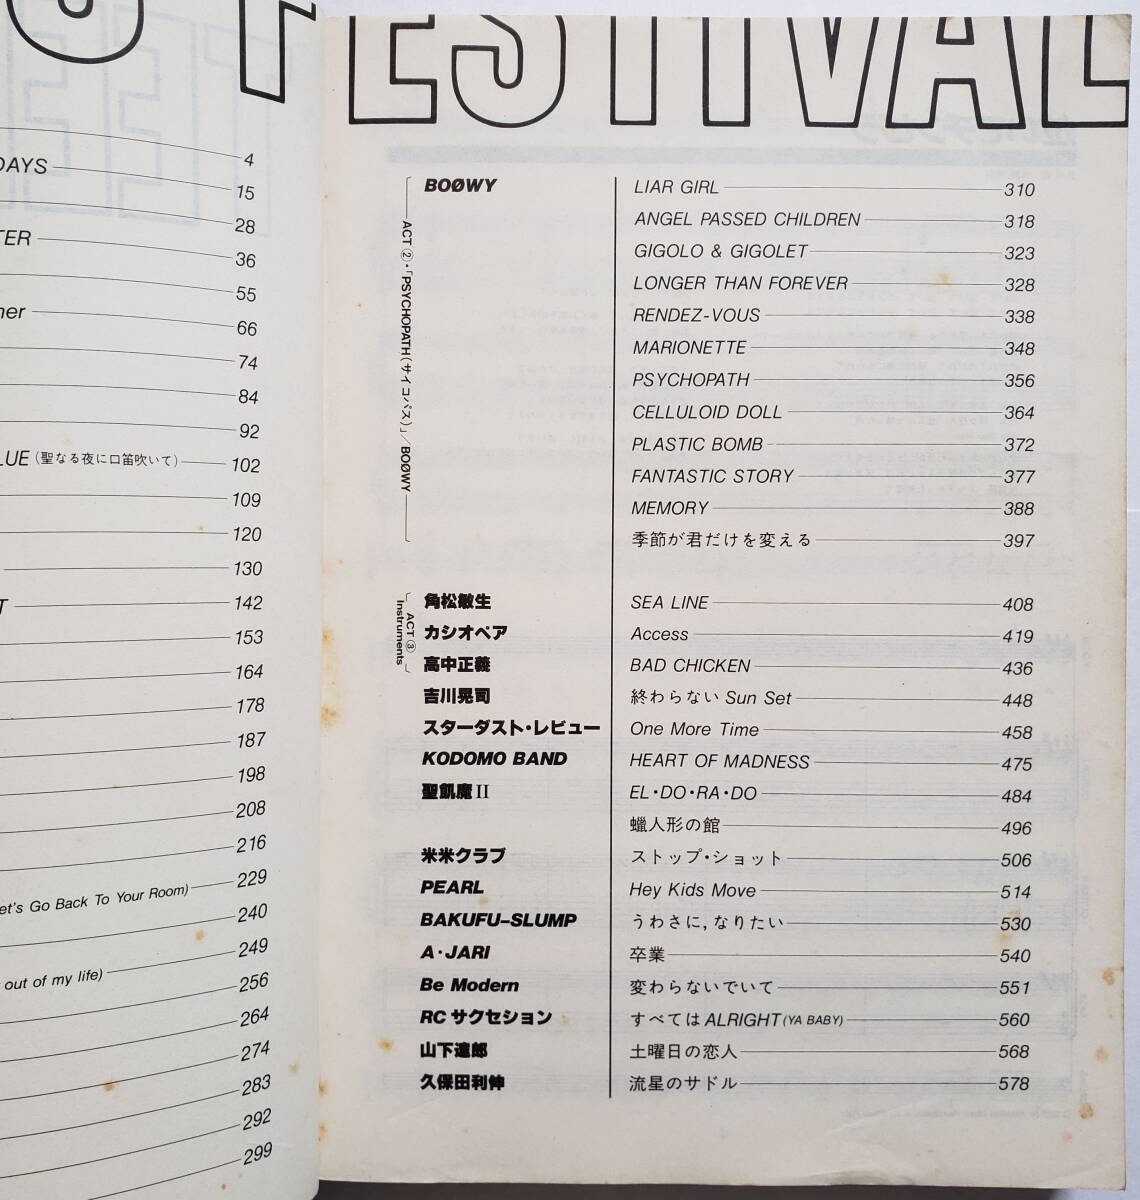 S FESTIVAL
4
DAYS 15
28
TER 36
55
her 66
74
84
92
LUE (聖なる夜に口笛吹いて) 102
109
120
130
T 142
153
164
178
187
198
208
216
et's Go Back To Your Room) 229
240
out of my life) 249
256
264
274
283
292
299
BOØWY
ACT ②・「PSYCHOPATH(サイコパス)」/BOØWY
LIAR GIRL 310
ANGEL PASSED CHILDREN 318
GIGOLO & GIGOLET 323
LONGER THAN FOREVER 328
RENDEZ-VOUS 338
MARIONETTE 348
PSYCHOPATH 356
CELLULOID DOLL 364
PLASTIC BOMB 372
FANTASTIC STORY 377
MEMORY 388
季節が君だけを変える 397
ACT ③
Instruments
角松敏生 SEA LINE 408
カシオペア Access 419
高中正義 BAD CHICKEN 436
吉川晃司 終わらない Sun Set 448
スターダスト・レビュー One More Time 458
KODOMO BAND HEART OF MADNESS 475
聖飢魔II EL・DO・RA・DO 484
蝋人形の館 496
米米クラブ ストップ・ショット 506
PEARL Hey Kids Move 514
BAKUFU-SLUMP うわさに,なりたい 530
A・JARI 卒業 540
Be Modern 変わらないでいて 551
RCサクセション すべてはALRIGHT(YA BABY) 560
山下達郎 土曜日の恋人 568
久保田利伸 流星のサドル 578